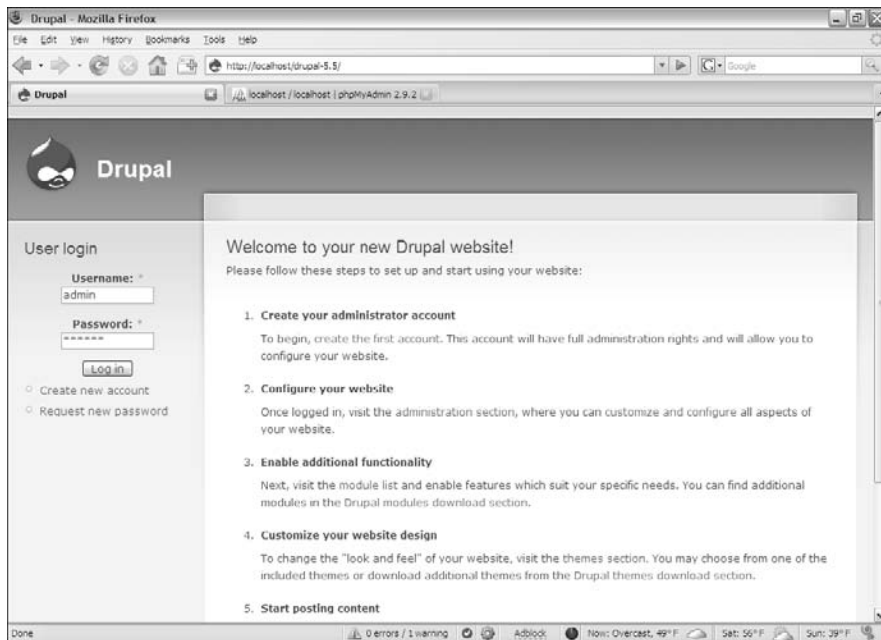 Drupal - Mozilla Firefox
File Edit View History Bookmarks Tools Help
http://localhost/drupal-5.5/
Google
Drupal
localhost / localhost | phpMyAdmin 2.9.2
Drupal
User login
Username: *
admin
Password: *
******
Log in
Create new account
Request new password
Welcome to your new Drupal website!
Please follow these steps to set up and start using your website:
1. Create your administrator account
To begin, create the first account. This account will have full administration rights and will allow you to
configure your website.
2. Configure your website
Once logged in, visit the administration section, where you can customize and configure all aspects of
your website.
3. Enable additional functionality
Next, visit the module list and enable features which suit your specific needs. You can find additional
modules in the Drupal modules download section.
4. Customize your website design
To change the "look and feel" of your website, visit the themes section. You may choose from one of the
included themes or download additional themes from the Drupal themes download section.
5. Start posting content
Done
0 errors / 1 warning
Adblock
Now: Overcast, 49° F
Sat: 56° F
Sun: 39° F